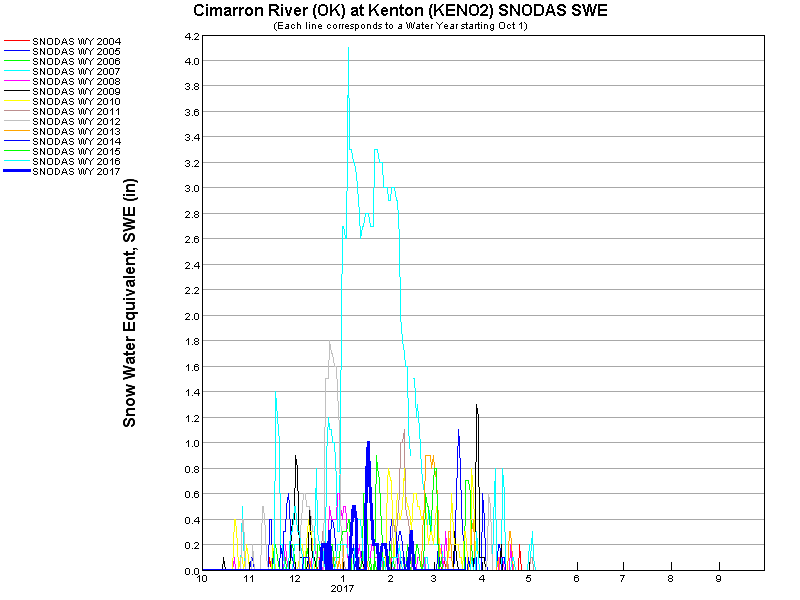 Cimarron River (OK) at Kenton (KENO2) SNODAS SWE
(Each line corresponds to a Water Year starting Oct 1)
SNODAS WY 2004
SNODAS WY 2005
SNODAS WY 2006
SNODAS WY 2007
SNODAS WY 2008
SNODAS WY 2009
SNODAS WY 2010
SNODAS WY 2011
SNODAS WY 2012
SNODAS WY 2013
SNODAS WY 2014
SNODAS WY 2015
SNODAS WY 2016
SNODAS WY 2017
Snow Water Equivalent, SWE (in)
4.2
4.0
3.8
3.6
3.4
3.2
3.0
2.8
2.6
2.4
2.2
2.0
1.8
1.6
1.4
1.2
1.0
0.8
0.6
0.4
0.2
0.0
10 11 12 1 2 3 4 5 6 7 8 9
2017